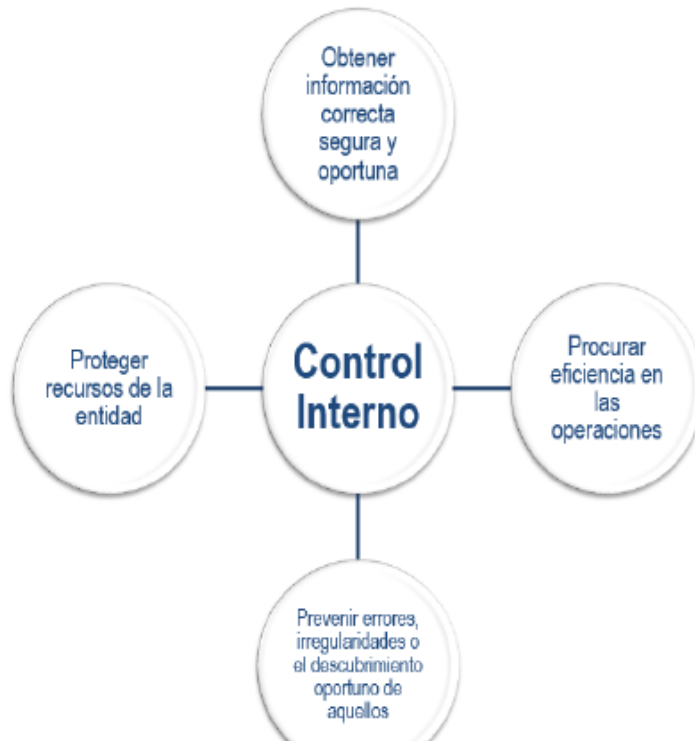 Obtener
información
correcta
segura y
oportuna
Proteger
recursos de la
entidad
Control
Interno
Procurar
eficiencia en
las
operaciones
Prevenir errores,
irregularidades o
el descubrimiento
oportuno de
aquellos